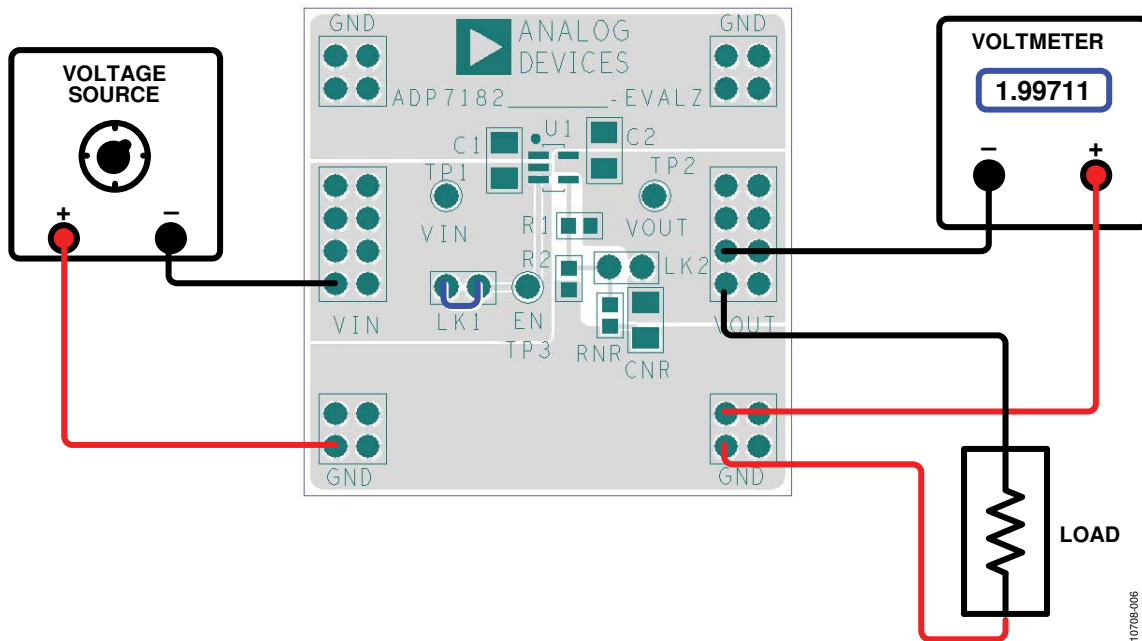 GND
ANALOG
DEVICES
GND
VOLTAGE
SOURCE
+
−
ADP7182________-EVALZ
VOLTMETER
1.99711
−
+
C1
U1
C2
TP1
TP2
VIN
R1
VOUT
R2
LK2
VIN
LK1
EN
TP3
RNR
CNR
VOUT
GND
GND
LOAD
10708-006